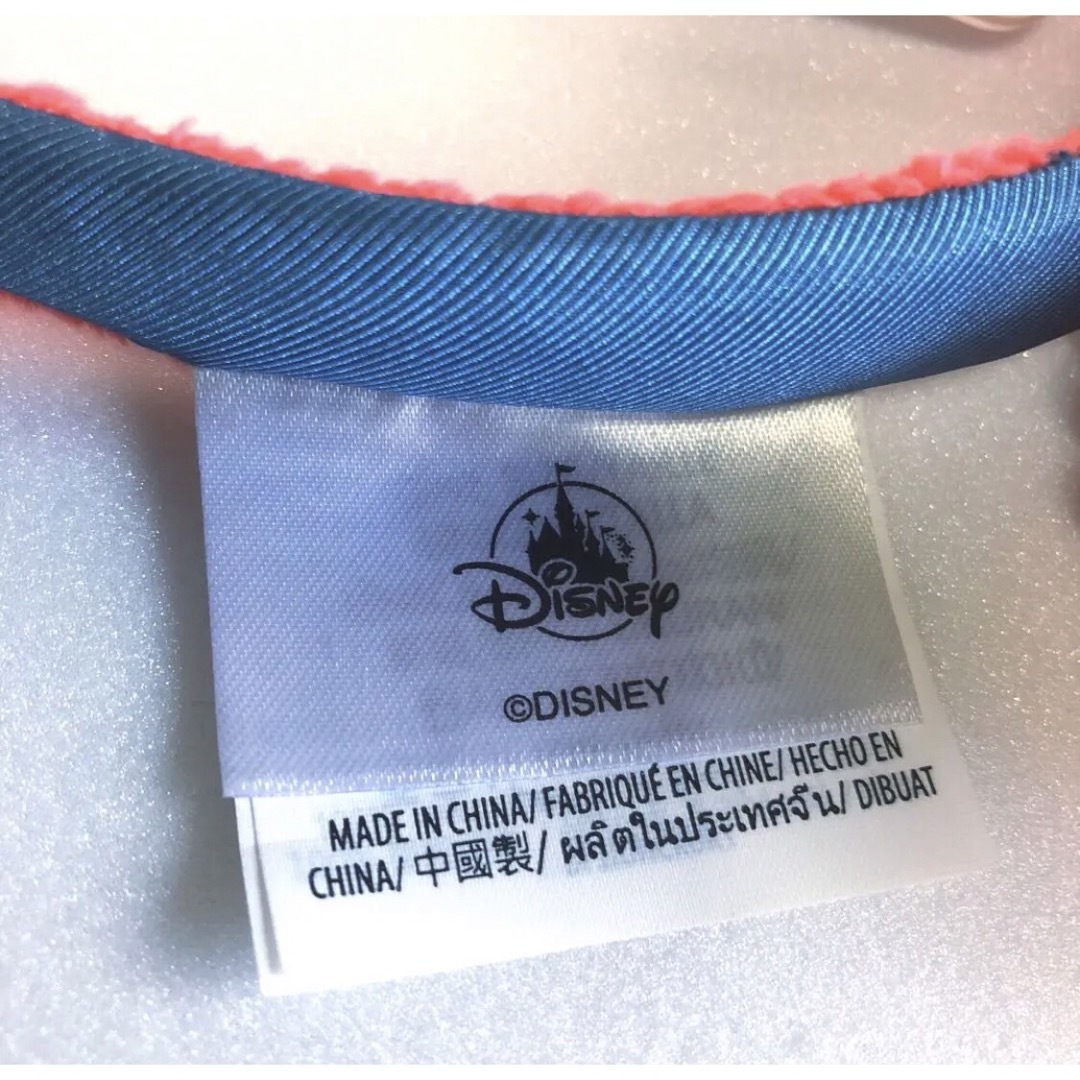 Disney
©DISNEY
MADE IN CHINA/ FABRIQUÉ EN CHINE/ HECHO EN
CHINA/ 中國製/ ผลิตในประเทศจีน/ DIBUAT